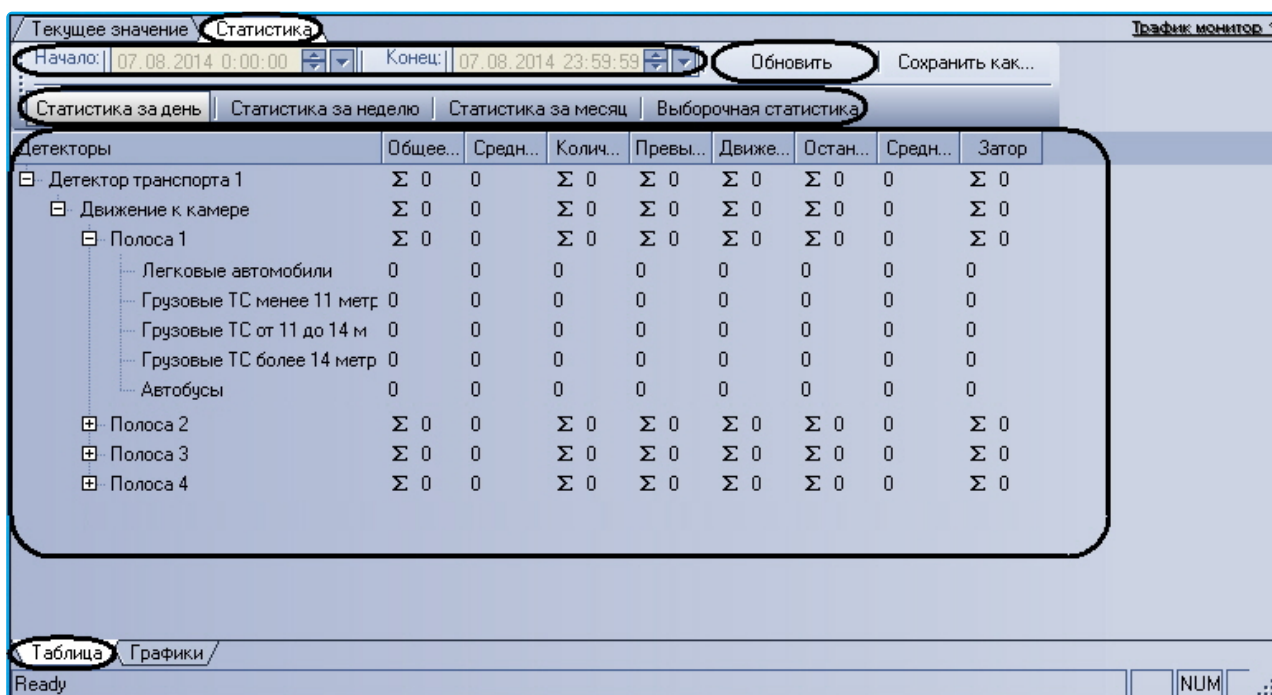 Текущее значение Статистика Трафик монитор 1
Начало: 07.08.2014 0:00:00 Конец: 07.08.2014 23:59:59 Обновить Сохранить как...
Статистика за день Статистика за неделю Статистика за месяц Выборочная статистика
Детекторы Общее... Средн... Колич... Превы... Движе... Остан... Средн... Затор
Детектор транспорта 1 Σ 0 0 Σ 0 Σ 0 Σ 0 Σ 0 0 Σ 0
Движение к камере Σ 0 0 Σ 0 Σ 0 Σ 0 Σ 0 0 Σ 0
Полоса 1 Σ 0 0 Σ 0 Σ 0 Σ 0 Σ 0 0 Σ 0
Легковые автомобили 0 0 0 0 0 0 0 0
Грузовые ТС менее 11 метр 0 0 0 0 0 0 0 0
Грузовые ТС от 11 до 14 м 0 0 0 0 0 0 0 0
Грузовые ТС более 14 метр 0 0 0 0 0 0 0 0
Автобусы 0 0 0 0 0 0 0 0
Полоса 2 Σ 0 0 Σ 0 Σ 0 Σ 0 Σ 0 0 Σ 0
Полоса 3 Σ 0 0 Σ 0 Σ 0 Σ 0 Σ 0 0 Σ 0
Полоса 4 Σ 0 0 Σ 0 Σ 0 Σ 0 Σ 0 0 Σ 0
Таблица Графики
Ready NUM